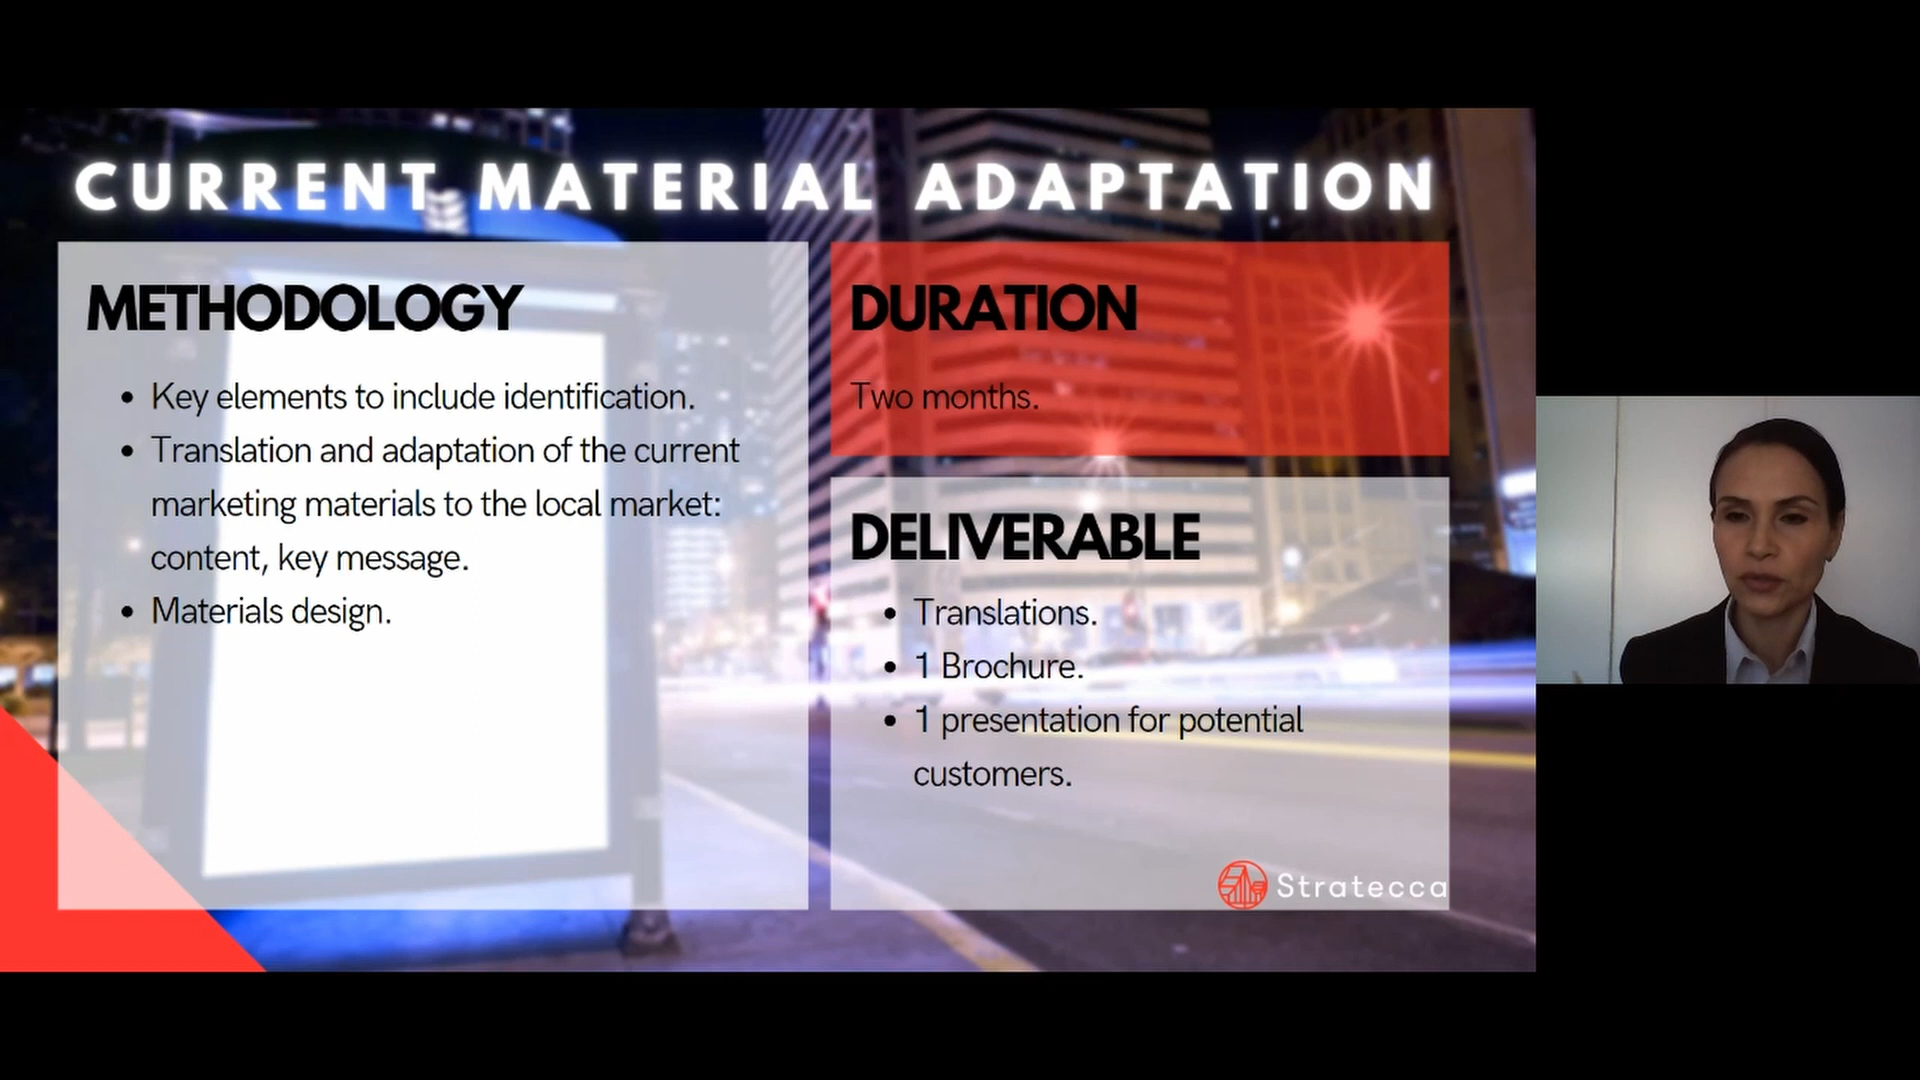 CURRENT MATERIAL ADAPTATION
METHODOLOGY
• Key elements to include identification.
• Translation and adaptation of the current
marketing materials to the local market:
content, key message.
• Materials design.
DURATION
Two months.
DELIVERABLE
• Translations.
• 1 Brochure.
• 1 presentation for potential
customers.
Stratecca